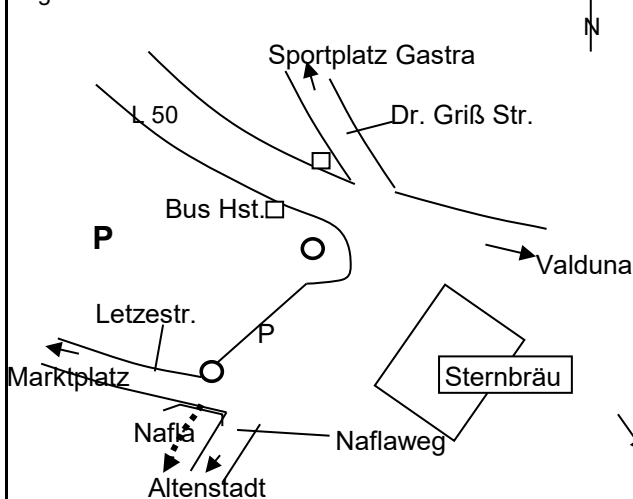 N
Sportplatz Gastra
L 50
Dr. Griß Str.
Bus Hst.
P
Valduna
Letzestr.
P
Marktplatz
Sternbräu
Nafla
Naflaweg
Altenstadt